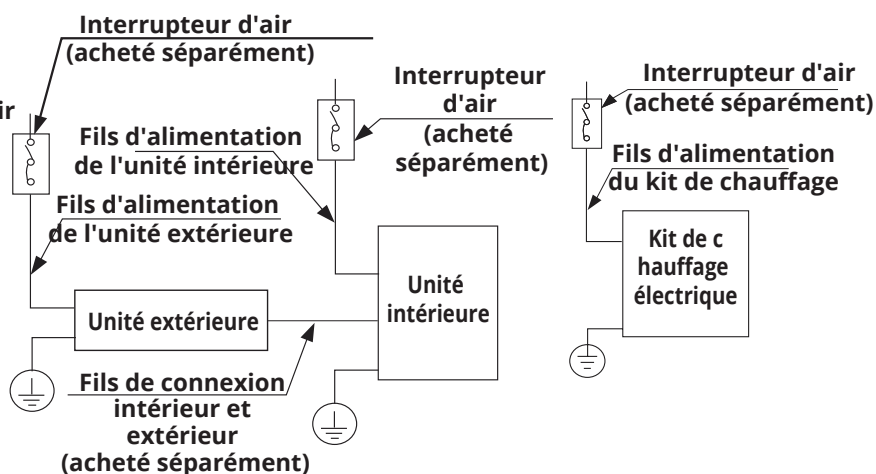 Interrupteur d'air
(acheté séparément)
ir
Fils d'alimentation
de l'unité intérieure
Fils d'alimentation
de l'unité extérieure
Interrupteur
d'air
(acheté
séparément)
Interrupteur d'air
(acheté séparément)
Fils d'alimentation
du kit de chauffage
Unité extérieure
Unité
intérieure
Kit de c
hauffage
électrique
Fils de connexion
intérieur et
extérieur
(acheté séparément)